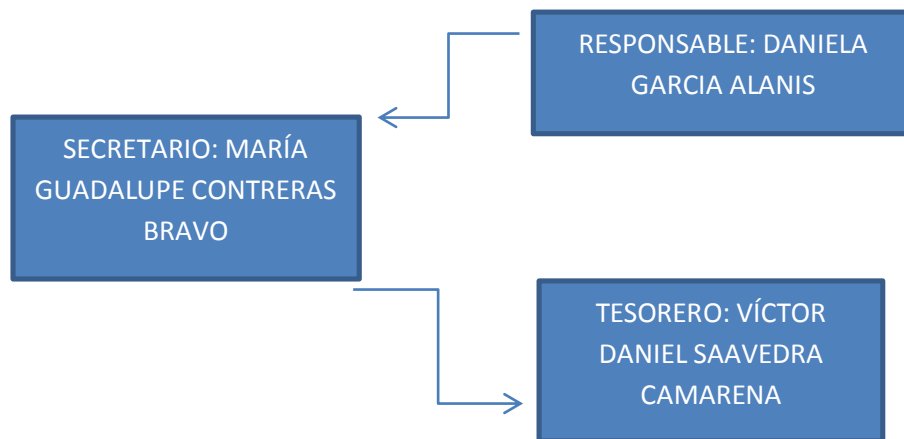 RESPONSABLE: DANIELA
GARCIA ALANIS
SECRETARIO: MARÍA
GUADALUPE CONTRERAS
BRAVO
TESORERO: VÍCTOR
DANIEL SAAVEDRA
CAMARENA